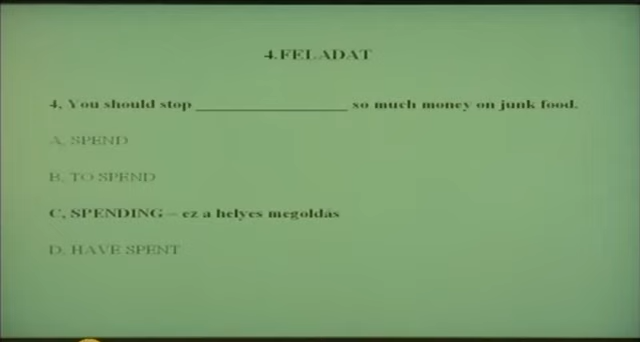 4.FELADAT
4, You should stop ____________________ so much money on junk food.
A, SPEND
B, TO SPEND
C, SPENDING – ez a helyes megoldás
D, HAVE SPENT